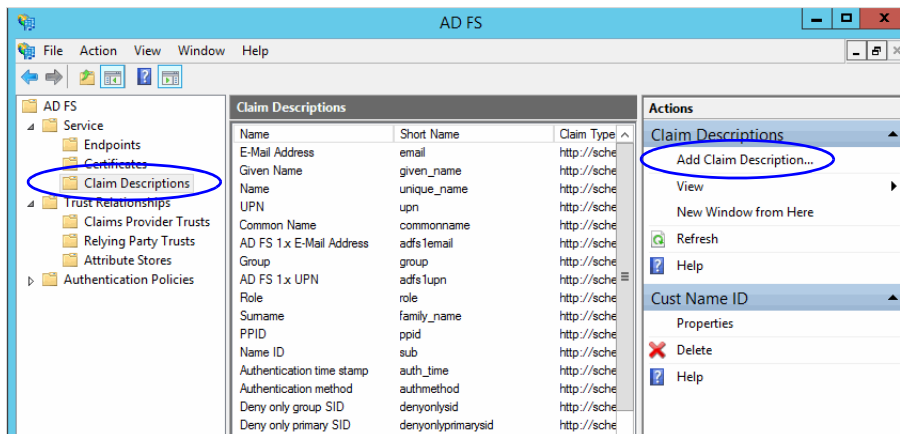 AD FS
File Action View Window Help
AD FS
Service
Endpoints
Certificates
Claim Descriptions
Trust Relationships
Claims Provider Trusts
Relying Party Trusts
Attribute Stores
Authentication Policies
Claim Descriptions
Name Short Name Claim Type
E-Mail Address email http://sche
Given Name given_name http://sche
Name unique_name http://sche
UPN upn http://sche
Common Name commonname http://sche
AD FS 1.x E-Mail Address adfs1email http://sche
Group group http://sche
AD FS 1.x UPN adfs1upn http://sche
Role role http://sche
Surname family_name http://sche
PPID ppid http://sche
Name ID sub http://sche
Authentication time stamp auth_time http://sche
Authentication method authmethod http://sche
Deny only group SID denyonlysid http://sche
Deny only primary SID denyonlyprimarysid http://sche
Actions
Claim Descriptions
Add Claim Description...
View
New Window from Here
Refresh
Help
Cust Name ID
Properties
Delete
Help